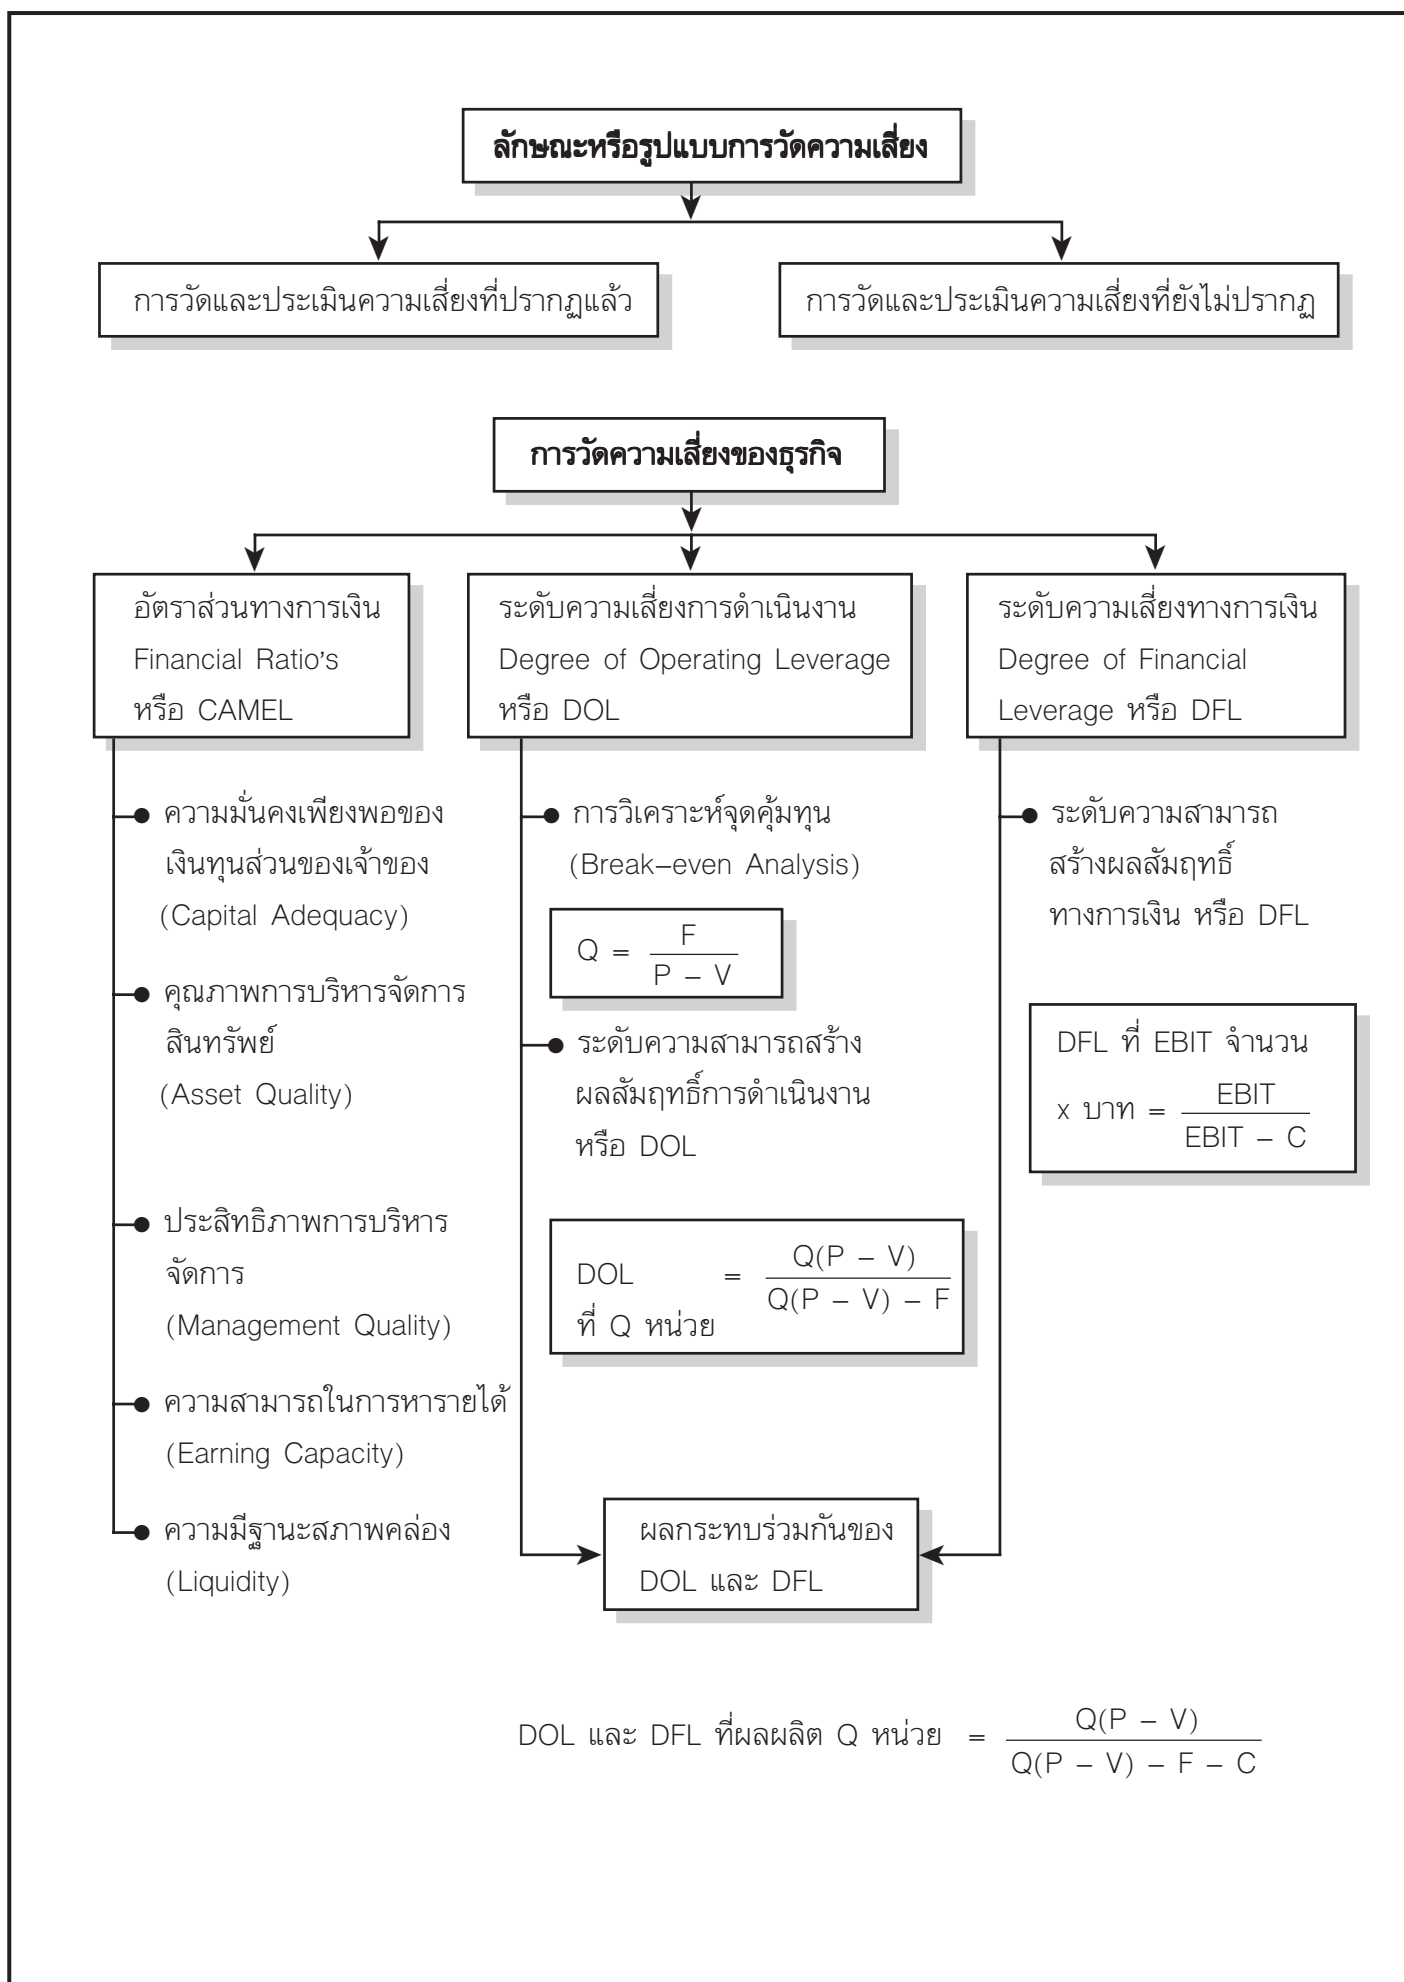 ลักษณะหรือรูปแบบการวัดความเสี่ยง
การวัดและประเมินความเสี่ยงที่ปรากฏแล้ว
การวัดและประเมินความเสี่ยงที่ยังไม่ปรากฏ
การวัดความเสี่ยงของธุรกิจ
อัตราส่วนทางการเงิน
Financial Ratio's
หรือ CAMEL
ความมั่นคงเพียงพอของ
เงินทุนส่วนของเจ้าของ
(Capital Adequacy)
คุณภาพการบริหารจัดการ
สินทรัพย์
(Asset Quality)
ประสิทธิภาพการบริหาร
จัดการ
(Management Quality)
ความสามารถในการหารายได้
(Earning Capacity)
ความมีฐานะสภาพคล่อง
(Liquidity)
ระดับความเสี่ยงการดำเนินงาน
Degree of Operating Leverage
หรือ DOL
การวิเคราะห์จุดคุ้มทุน
(Break–even Analysis)
Q = F / P – V
ระดับความสามารถสร้าง
ผลสัมฤทธิ์การดำเนินงาน
หรือ DOL
DOL = Q(P – V) / Q(P – V) – F
ที่ Q หน่วย
ระดับความเสี่ยงทางการเงิน
Degree of Financial
Leverage หรือ DFL
ระดับความสามารถ
สร้างผลสัมฤทธิ์
ทางการเงิน หรือ DFL
DFL ที่ EBIT จำนวน
x บาท = EBIT / EBIT – C
ผลกระทบร่วมกันของ
DOL และ DFL
DOL และ DFL ที่ผลผลิต Q หน่วย = Q(P – V) / Q(P – V) – F – C